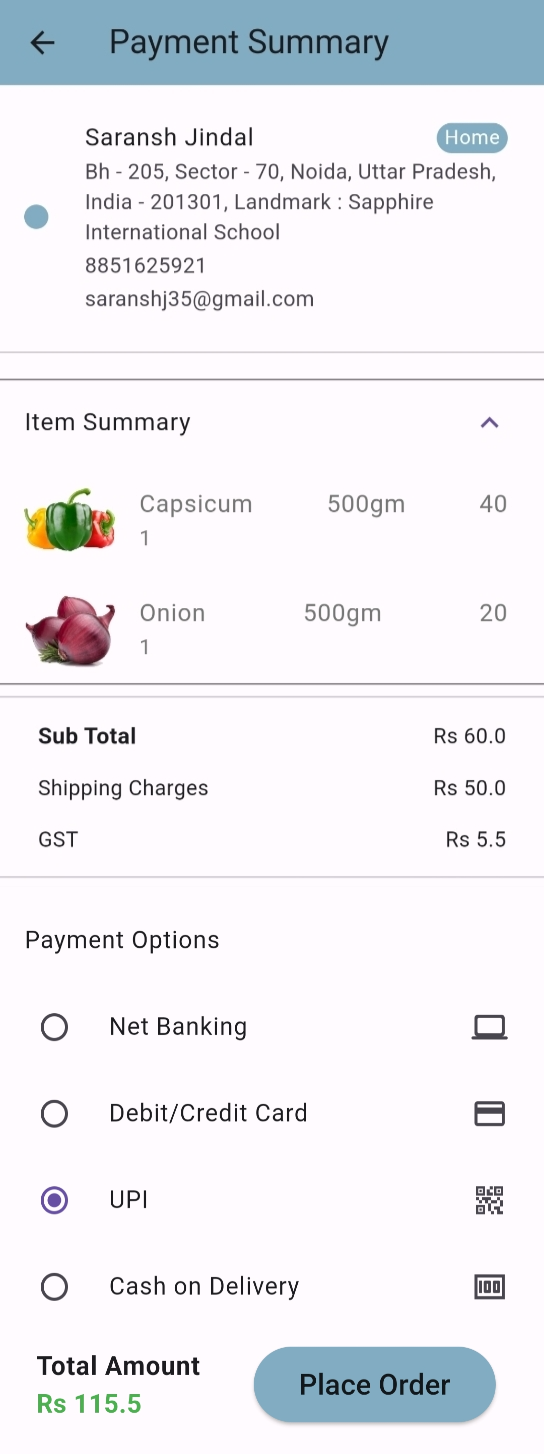 Payment Summary
Saransh Jindal
Home
Bh - 205, Sector - 70, Noida, Uttar Pradesh,
India - 201301, Landmark : Sapphire
International School
8851625921
saranshj35@gmail.com
Item Summary
Capsicum 500gm 40
1
Onion 500gm 20
1
Sub Total Rs 60.0
Shipping Charges Rs 50.0
GST Rs 5.5
Payment Options
Net Banking
Debit/Credit Card
UPI
Cash on Delivery
100
Total Amount
Rs 115.5
Place Order